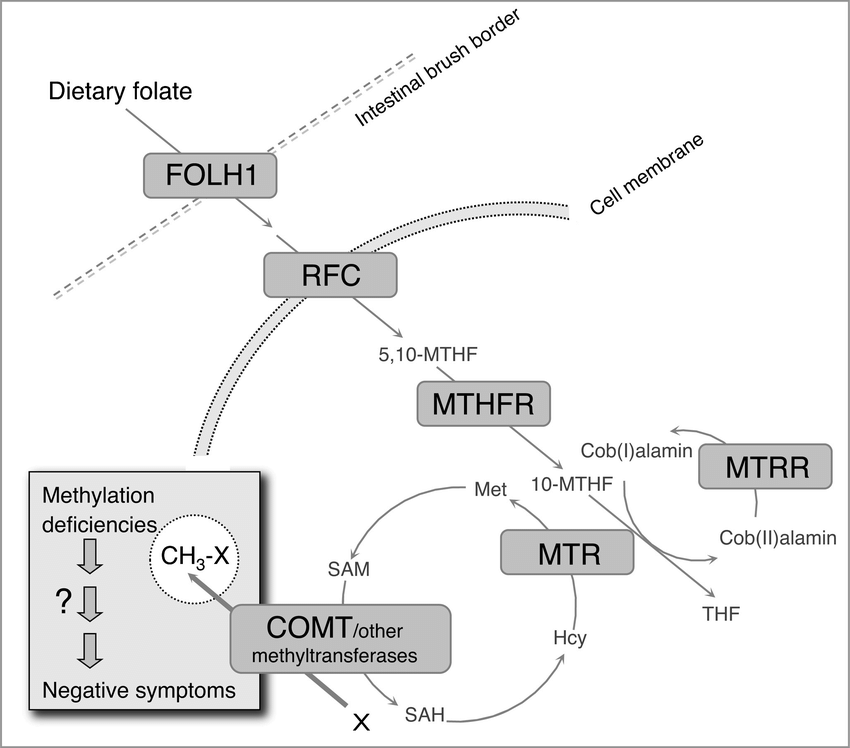 Intestinal brush border
Dietary folate
FOLH1
Cell membrane
RFC
5,10-MTHF
MTHFR
Cob(I)alamin
MTRR
10-MTHF
Met
Cob(II)alamin
MTR
THF
Hcy
SAM
Methylation
deficiencies
CH₃-X
?
Negative symptoms
COMT/other
methyltransferases
X
SAH